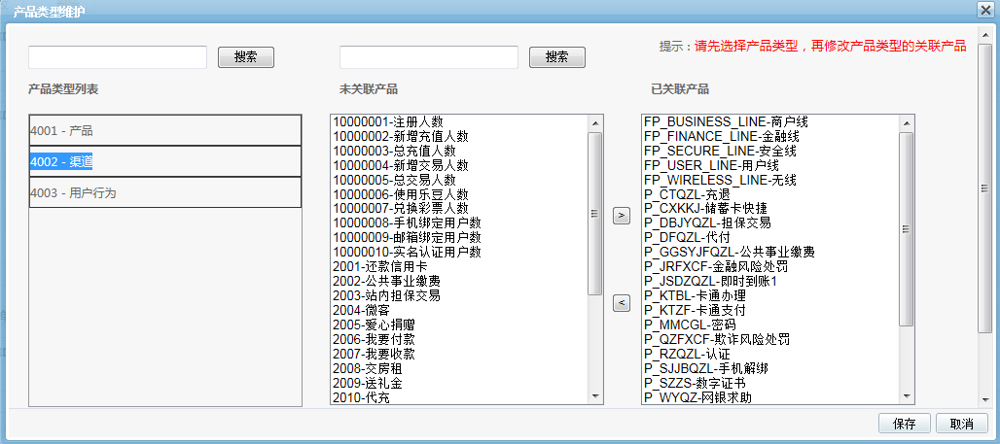 产品类型维护
搜索
搜索
提示：请先选择产品类型，再修改产品类型的关联产品
产品类型列表
未关联产品
已关联产品
4001 - 产品
4002 - 渠道
4003 - 用户行为
10000001-注册人数
10000002-新增充值人数
10000003-总充值人数
10000004-新增交易人数
10000005-总交易人数
10000006-使用乐豆人数
10000007-兑换彩票人数
10000008-手机绑定用户数
10000009-邮箱绑定用户数
10000010-实名认证用户数
2001-还款信用卡
2002-公共事业缴费
2003-站内担保交易
2004-微客
2005-爱心捐赠
2006-我要付款
2007-我要收款
2008-交房租
2009-送礼金
2010-代充
>
<
FP_BUSINESS_LINE-商户线
FP_FINANCE_LINE-金融线
FP_SECURE_LINE-安全线
FP_USER_LINE-用户线
FP_WIRELESS_LINE-无线
P_CTQZL-充退
P_CXKKJ-储蓄卡快捷
P_DBJYQZL-担保交易
P_DFQZL-代付
P_GGSYJFQZL-公共事业缴费
P_JRFXCF-金融风险处罚
P_JSDZQZL-即时到账1
P_KTBL-卡通办理
P_KTZF-卡通支付
P_MMCGL-密码
P_QZFXCF-欺诈风险处罚
P_RZQZL-认证
P_SJJBQZL-手机解绑
P_SZZS-数字证书
P_WYQZ-网银求助
保存
取消